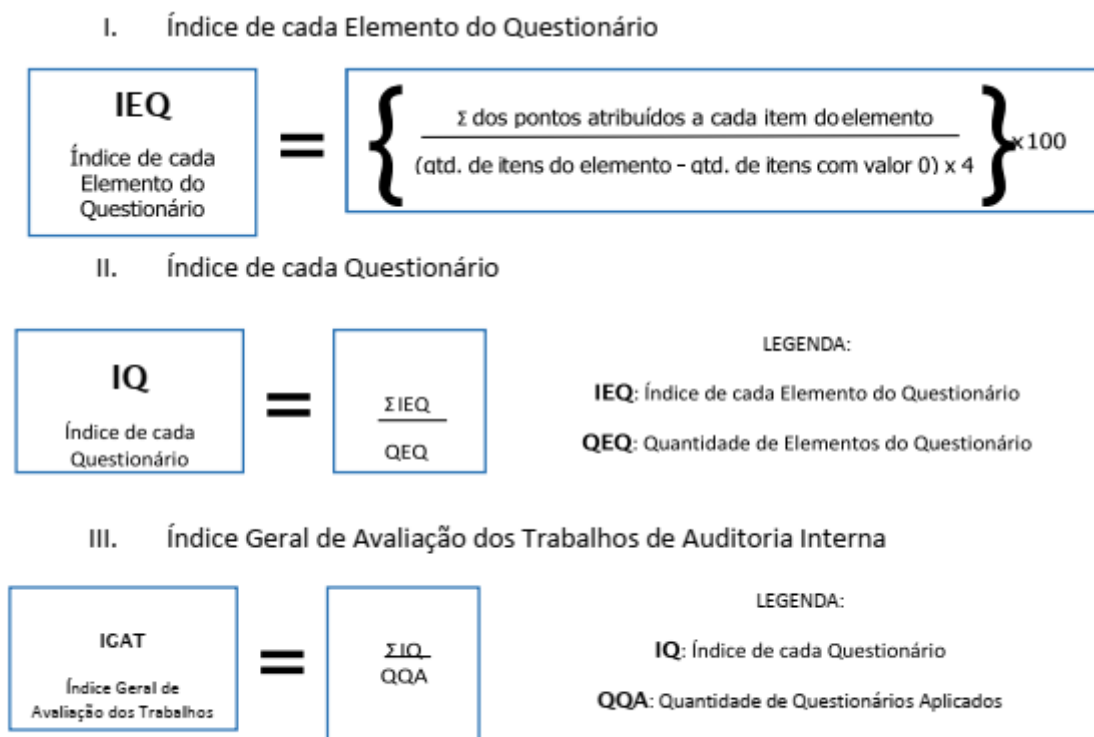 I. Índice de cada Elemento do Questionário
IEQ
Índice de cada
Elemento do
Questionário
=
{
Σ dos pontos atribuídos a cada item do elemento
(qtd. de itens do elemento - qtd. de itens com valor 0) x 4
}
x 100
II. Índice de cada Questionário
IQ
Índice de cada
Questionário
=
Σ IEQ
QEQ
LEGENDA:
IEQ: Índice de cada Elemento do Questionário
QEQ: Quantidade de Elementos do Questionário
III. Índice Geral de Avaliação dos Trabalhos de Auditoria Interna
IGAT
Índice Geral de
Avaliação dos Trabalhos
=
Σ IQ
QQA
LEGENDA:
IQ: Índice de cada Questionário
QQA: Quantidade de Questionários Aplicados